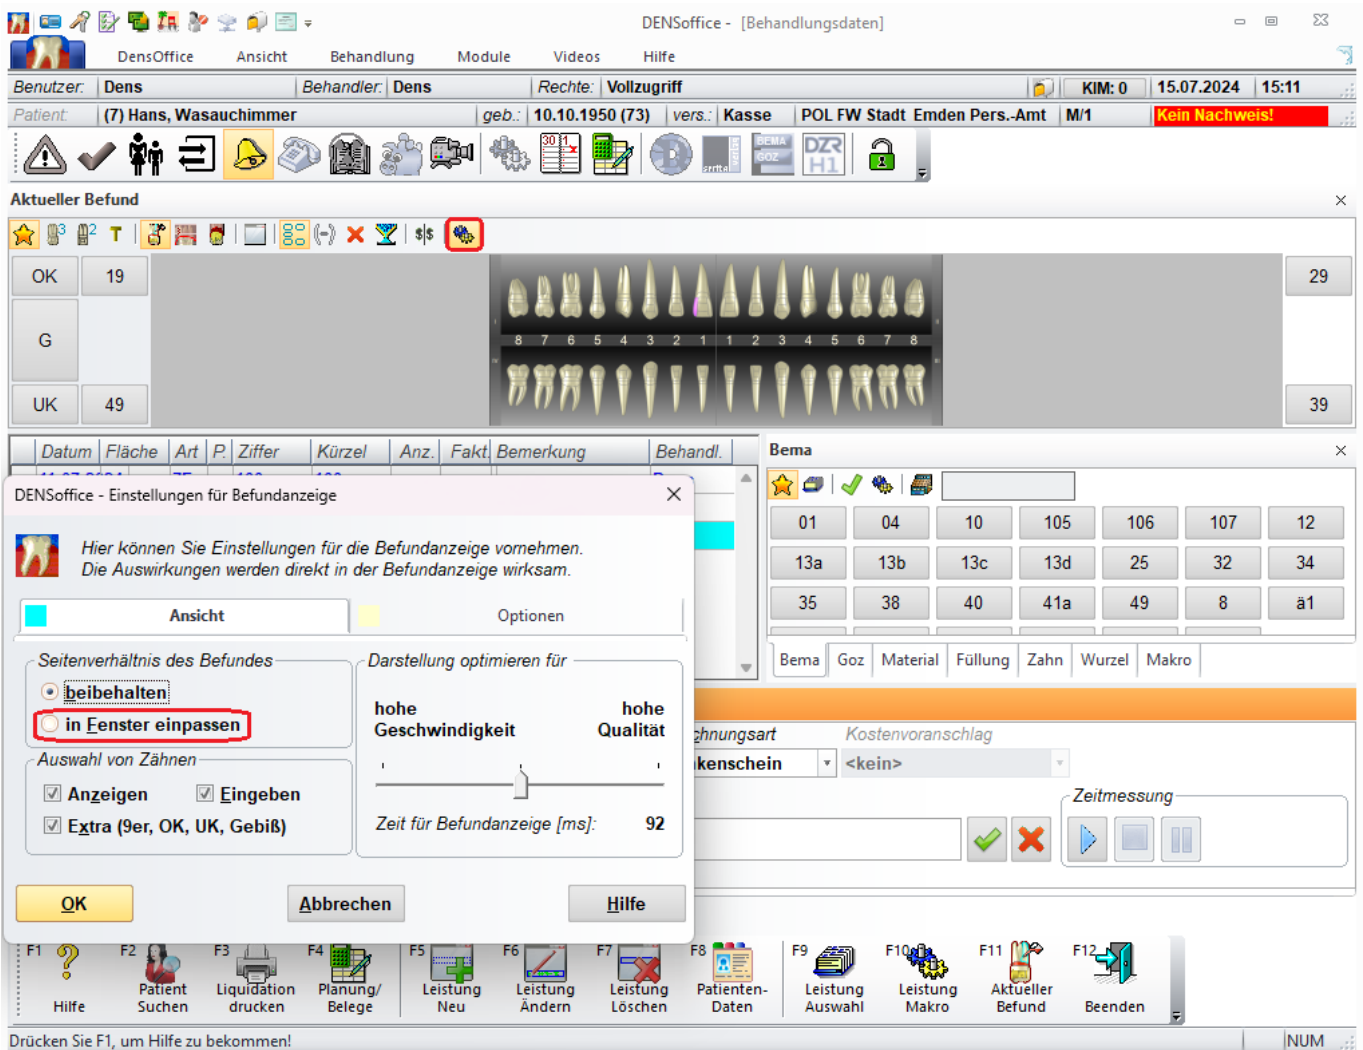 DENSoffice - [Behandlungsdaten]
DensOffice Ansicht Behandlung Module Videos Hilfe
Benutzer: Dens Behandler: Dens Rechte: Vollzugriff KIM: 0 15.07.2024 15:11
Patient: (7) Hans, Wasauchimmer geb.: 10.10.1950 (73) vers.: Kasse POL FW Stadt Emden Pers.-Amt M/1 Kein Nachweis!
30 1 BEMA GOZ DZR H1
Aktueller Befund
3 2 T $|$
OK 19 29
G
8 7 6 5 4 3 2 1 1 2 3 4 5 6 7 8
UK 49 39
Datum Fläche Art P. Ziffer Kürzel Anz. Fakt. Bemerkung Behandl.
Bema
DENSoffice - Einstellungen für Befundanzeige
Hier können Sie Einstellungen für die Befundanzeige vornehmen.
Die Auswirkungen werden direkt in der Befundanzeige wirksam.
Ansicht Optionen
Seitenverhältnis des Befundes
beibehalten
in Fenster einpassen
Auswahl von Zähnen
Anzeigen Eingeben
Extra (9er, OK, UK, Gebiß)
Darstellung optimieren für
hohe Geschwindigkeit
hohe Qualität
Zeit für Befundanzeige [ms]: 92
OK Abbrechen Hilfe
01 04 10 105 106 107 12
13a 13b 13c 13d 25 32 34
35 38 40 41a 49 8 ä1
Bema Goz Material Füllung Zahn Wurzel Makro
chnungsart Kostenvoranschlag
kenschein <kein>
Zeitmessung
F1 Hilfe
F2 Patient Suchen
F3 Liquidation drucken
F4 Planung/ Belege
F5 Leistung Neu
F6 Leistung Ändern
F7 Leistung Löschen
F8 Patienten- Daten
F9 Leistung Auswahl
F10 Leistung Makro
F11 Aktueller Befund
F12 Beenden
Drücken Sie F1, um Hilfe zu bekommen! NUM